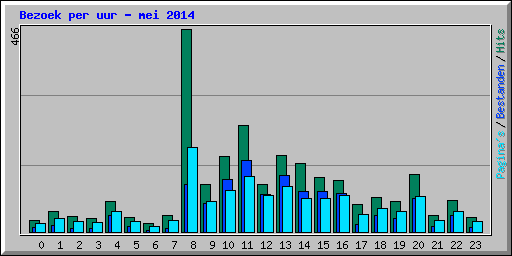 Bezoek per uur - mei 2014
466
Pagina's / Bestanden / Hits
0 1 2 3 4 5 6 7 8 9 10 11 12 13 14 15 16 17 18 19 20 21 22 23